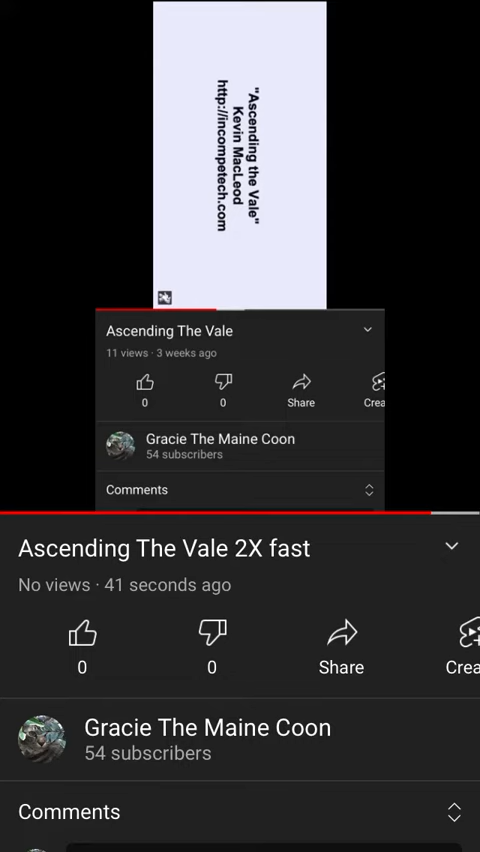 "Ascending the Vale"
Kevin MacLeod
http://incompetech.com
Ascending The Vale
11 views · 3 weeks ago
0
0
Share
Crea
Gracie The Maine Coon
54 subscribers
Comments
Ascending The Vale 2X fast
No views · 41 seconds ago
0
0
Share
Crea
Gracie The Maine Coon
54 subscribers
Comments